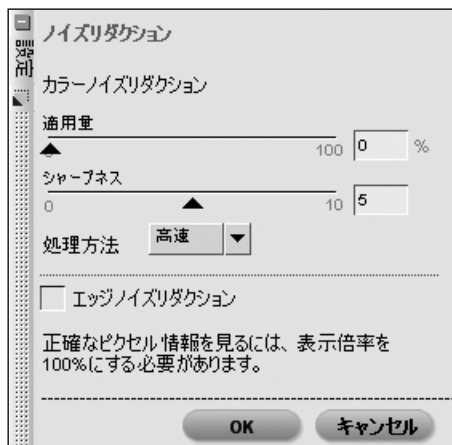 設定
ノイズリダクション
カラーノイズリダクション
適用量
0 100 0 %
シャープネス
0 10 5
処理方法 高速
エッジノイズリダクション
正確なピクセル情報を見るには、表示倍率を
100%にする必要があります。
OK キャンセル